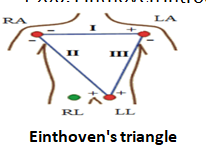 RA
LA
- I +
- II III -
+ +
RL LL
Einthoven's triangle